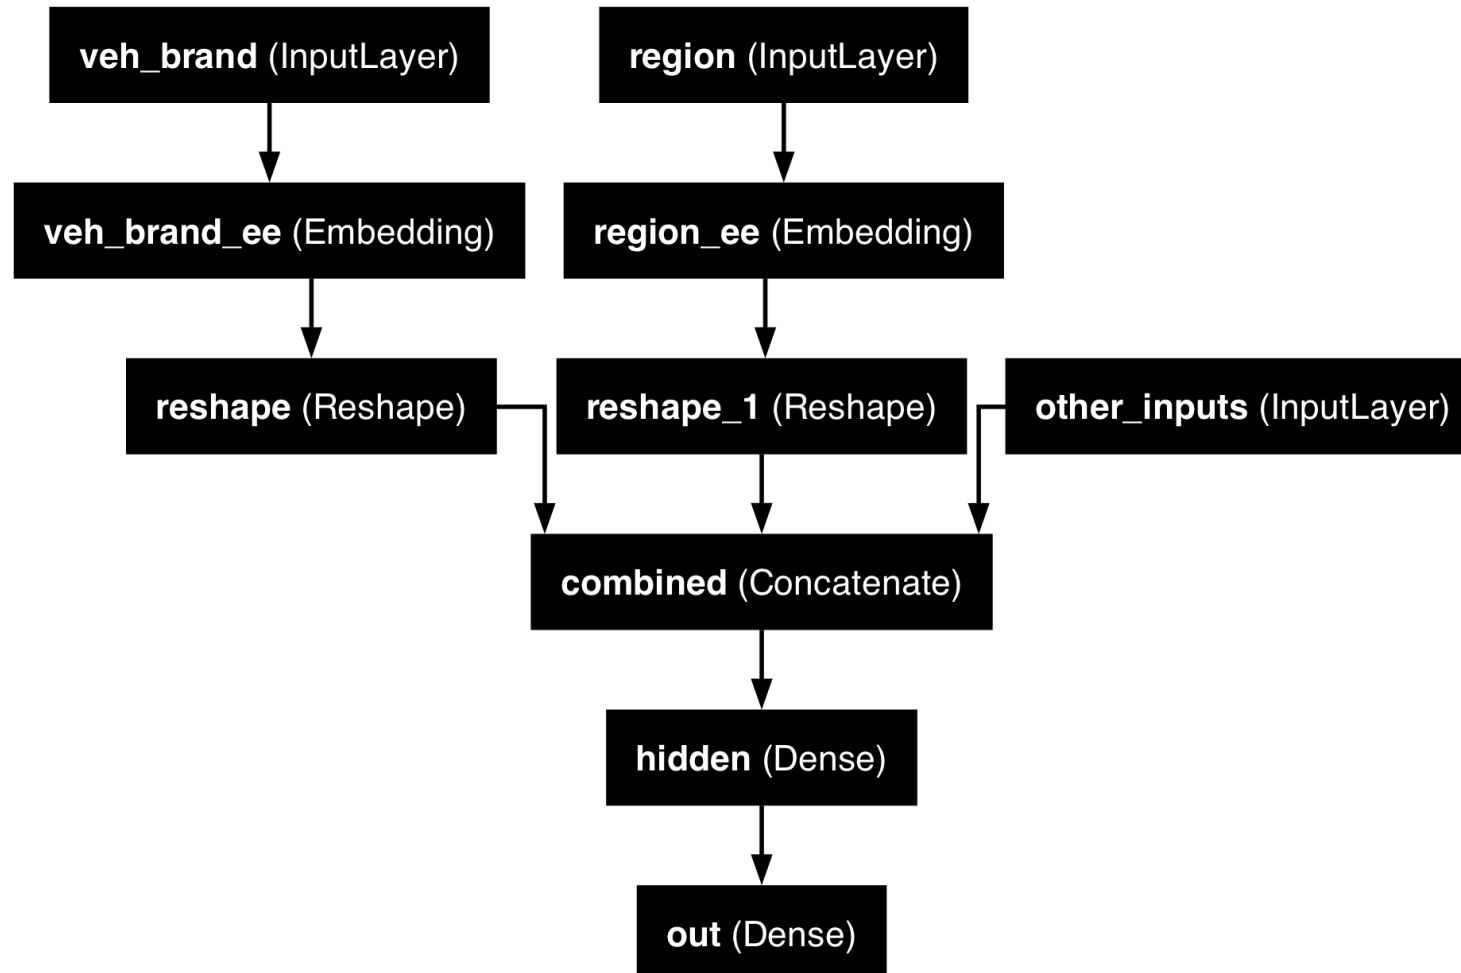 veh_brand (InputLayer)
region (InputLayer)
veh_brand_ee (Embedding)
region_ee (Embedding)
reshape (Reshape)
reshape_1 (Reshape)
other_inputs (InputLayer)
combined (Concatenate)
hidden (Dense)
out (Dense)